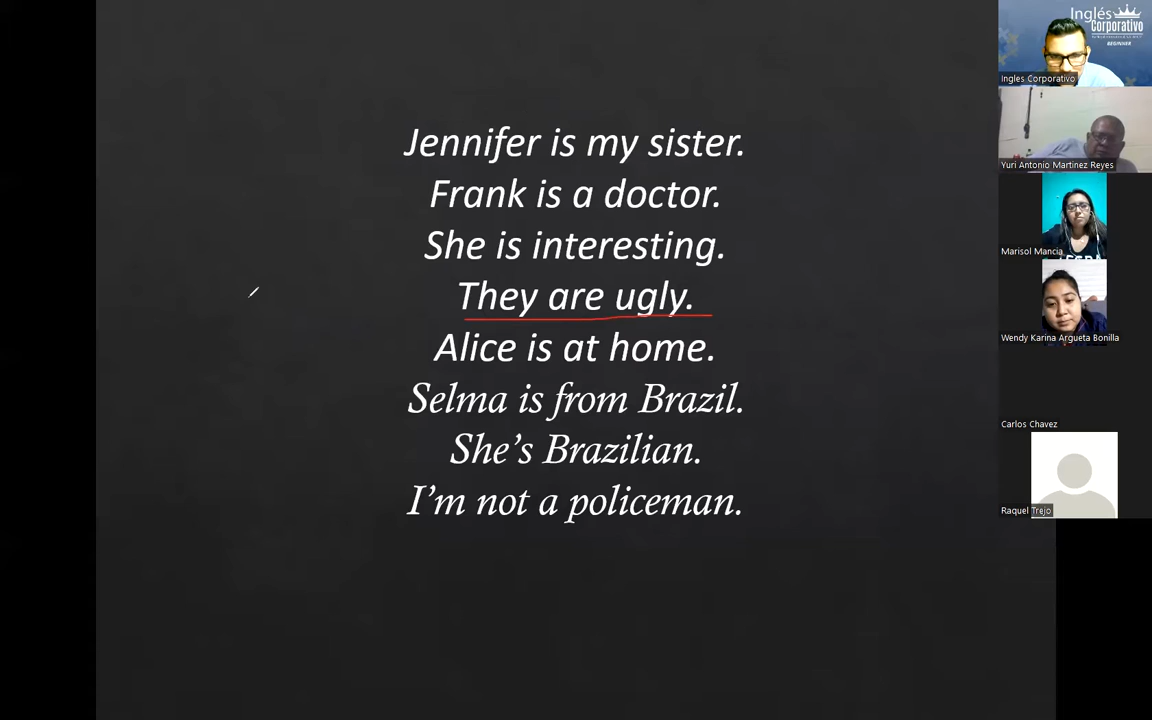 Jennifer is my sister.
Frank is a doctor.
She is interesting.
They are ugly.
Alice is at home.
Selma is from Brazil.
She's Brazilian.
I'm not a policeman.
Inglés
Corporativo
BEGINNER
Ingles Corporativo
Yuri Antonio Martinez Reyes
Marisol Mancia
Wendy Karina Argueta Bonilla
Carlos Chavez
Raquel Trejo